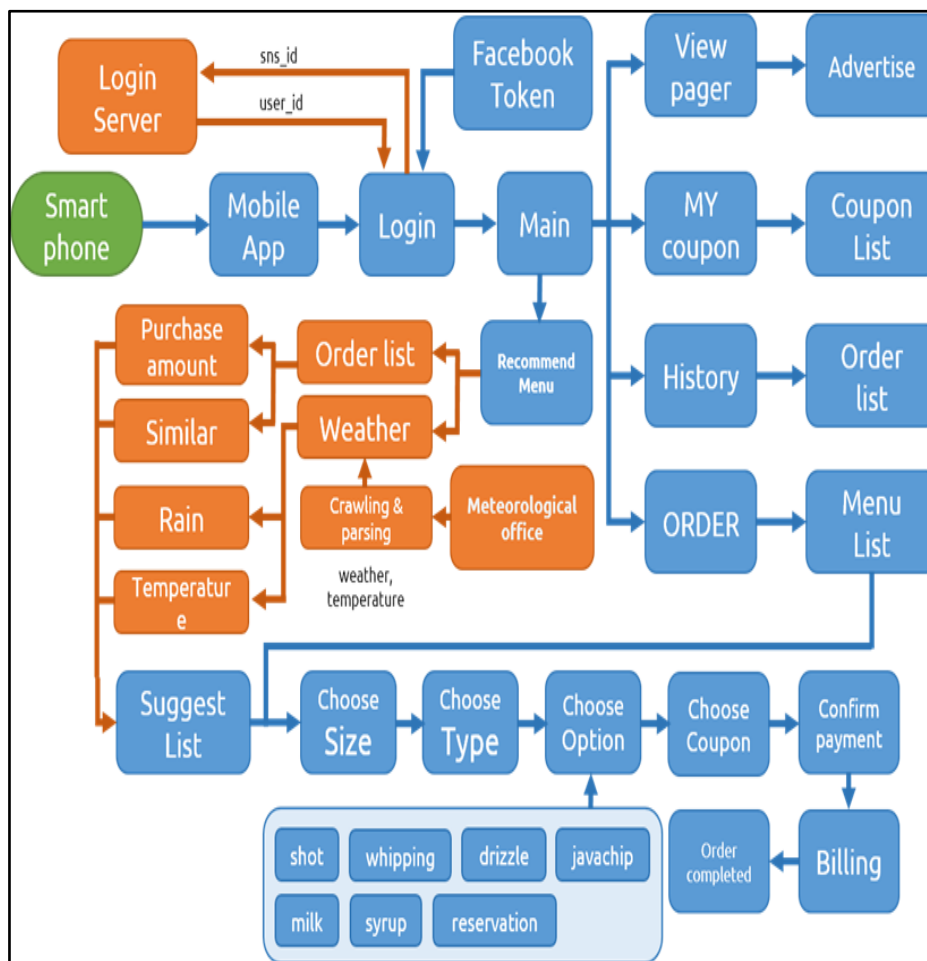 sns_id
Login
Server
user_id
Facebook
Token
View
pager
Advertise
Smart
phone
Mobile
App
Login
Main
MY
coupon
Coupon
List
Purchase
amount
Order list
Recommend
Menu
History
Order
list
Similar
Weather
Rain
Crawling &
parsing
Meteorological
office
ORDER
Menu
List
Temperatur
e
weather,
temperature
Suggest
List
Choose
Size
Choose
Type
Choose
Option
Choose
Coupon
Confirm
payment
shot
whipping
drizzle
javachip
milk
syrup
reservation
Order
completed
Billing